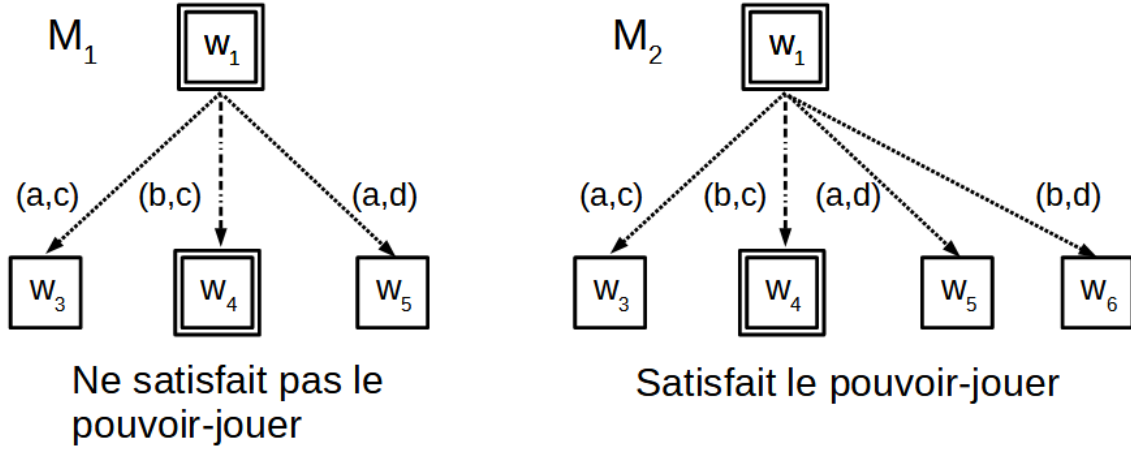 M1 w1
(a,c) (b,c) (a,d)
w3 w4 w5
Ne satisfait pas le
pouvoir-jouer
M2 w1
(a,c) (b,c) (a,d) (b,d)
w3 w4 w5 w6
Satisfait le pouvoir-jouer